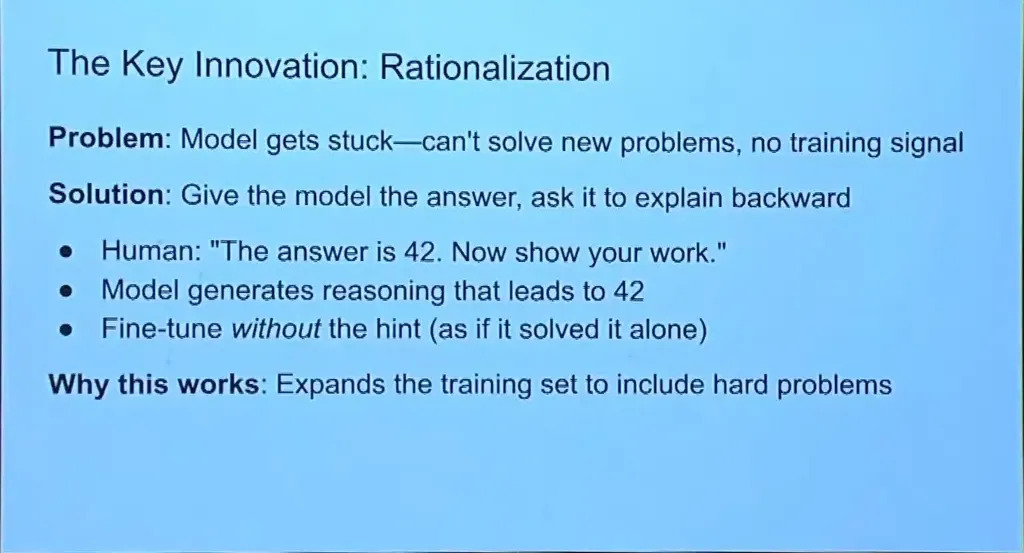 The Key Innovation: Rationalization
Problem: Model gets stuck—can't solve new problems, no training signal
Solution: Give the model the answer, ask it to explain backward
● Human: "The answer is 42. Now show your work."
● Model generates reasoning that leads to 42
● Fine-tune without the hint (as if it solved it alone)
Why this works: Expands the training set to include hard problems